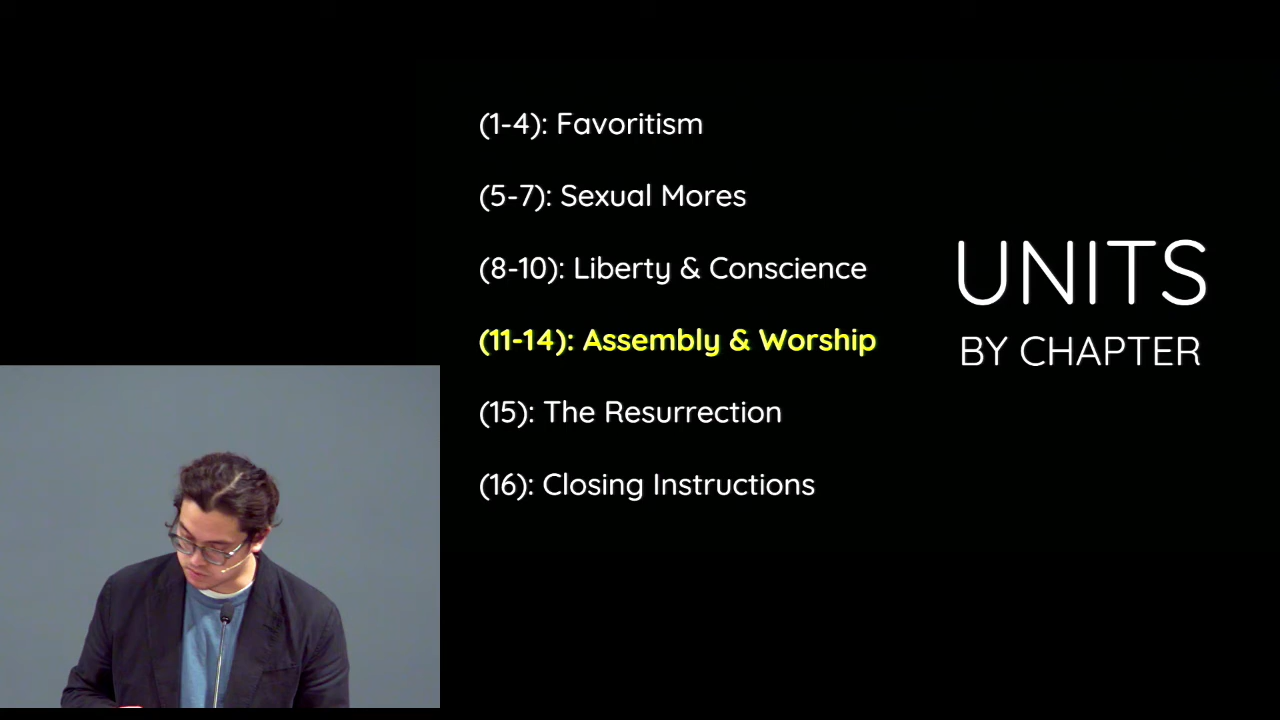 (1-4): Favoritism
(5-7): Sexual Mores
(8-10): Liberty & Conscience
(11-14): Assembly & Worship
(15): The Resurrection
(16): Closing Instructions
UNITS
BY CHAPTER